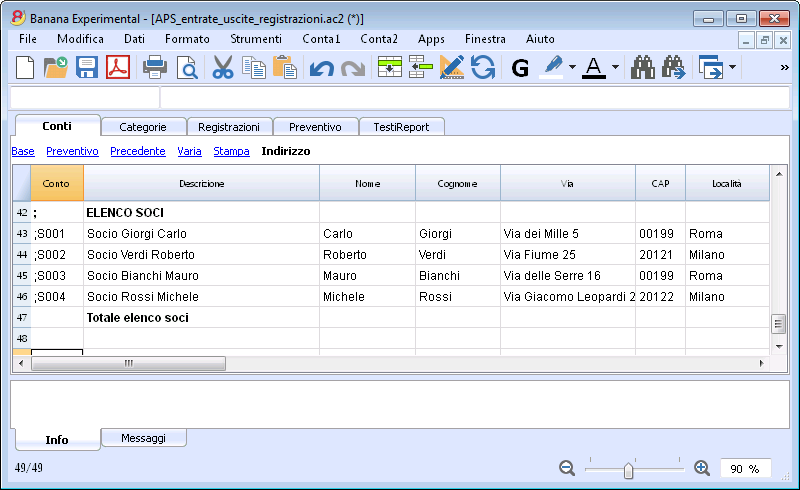 Banana Experimental - [APS_entrate_uscite_registrazioni.ac2 (*)]
File Modifica Dati Formato Strumenti Conta1 Conta2 Apps Finestra Aiuto
G A »
Conti Categorie Registrazioni Preventivo TestiReport
Base Preventivo Precedente Varia Stampa Indirizzo
Conto Descrizione Nome Cognome Via CAP Località
42 ; ELENCO SOCI
43 ;S001 Socio Giorgi Carlo Carlo Giorgi Via dei Mille 5 00199 Roma
44 ;S002 Socio Verdi Roberto Roberto Verdi Via Fiume 25 20121 Milano
45 ;S003 Socio Bianchi Mauro Mauro Bianchi Via delle Serre 16 00199 Roma
46 ;S004 Socio Rossi Michele Michele Rossi Via Giacomo Leopardi 2 20122 Milano
47 Totale elenco soci
48
Info Messaggi
49/49 90 %